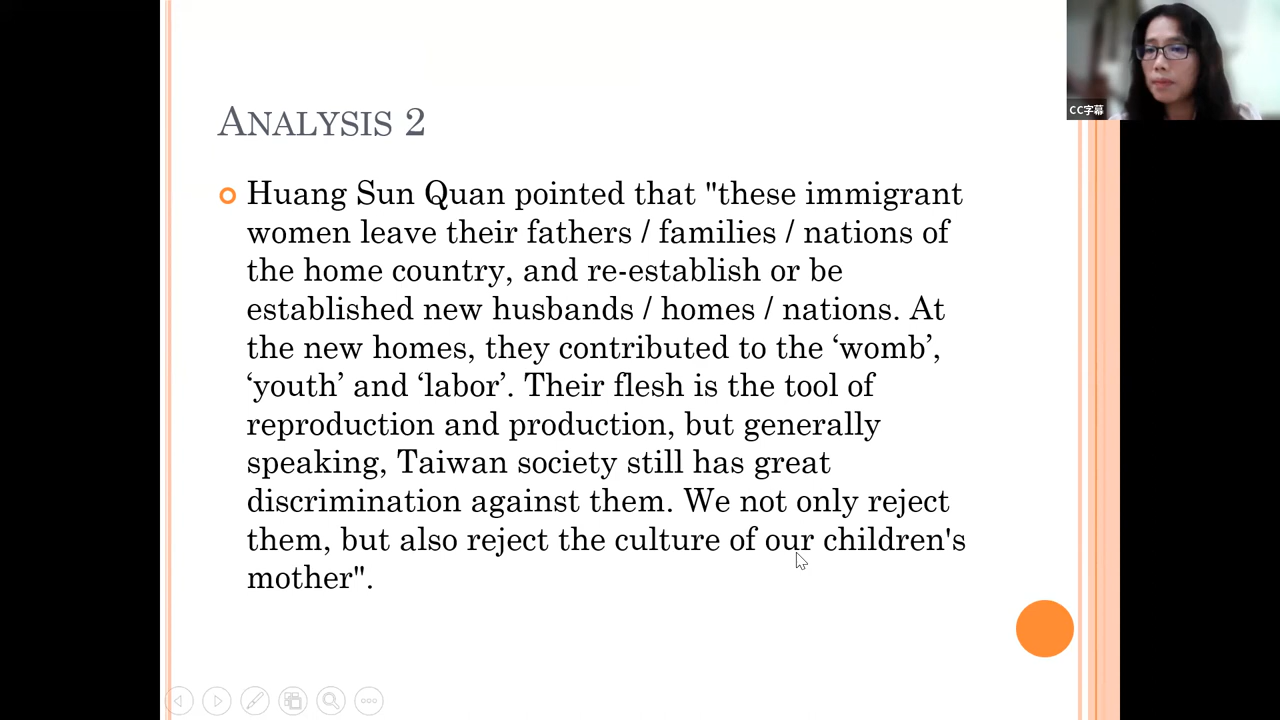 ANALYSIS 2
Huang Sun Quan pointed that "these immigrant
women leave their fathers / families / nations of
the home country, and re-establish or be
established new husbands / homes / nations. At
the new homes, they contributed to the ‘womb’,
‘youth’ and ‘labor’. Their flesh is the tool of
reproduction and production, but generally
speaking, Taiwan society still has great
discrimination against them. We not only reject
them, but also reject the culture of our children's
mother".
CC字幕